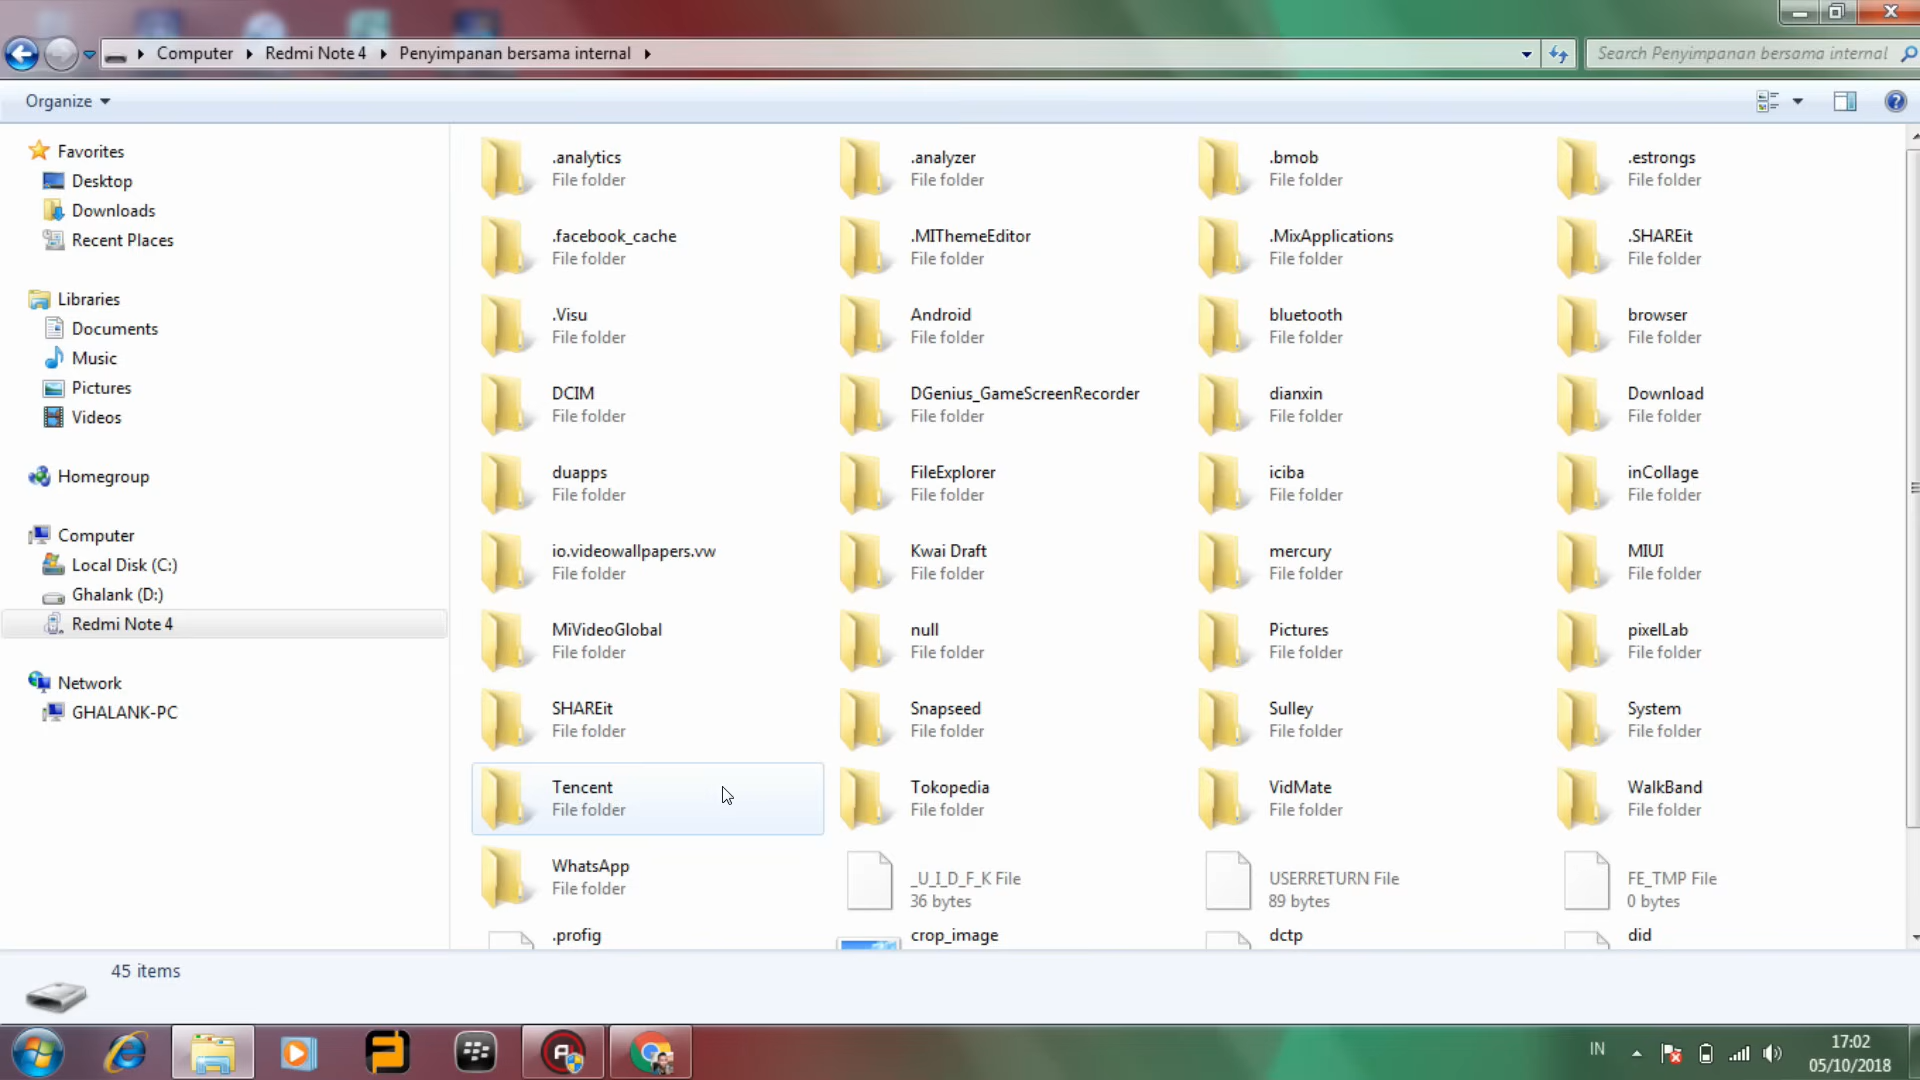 Computer
Redmi Note 4
Penyimpanan bersama internal
Search Penyimpanan bersama internal
Organize
Favorites
Desktop
Downloads
Recent Places
Libraries
Documents
Music
Pictures
Videos
Homegroup
Computer
Local Disk (C:)
Ghalank (D:)
Redmi Note 4
Network
GHALANK-PC
.analytics
File folder
.analyzer
File folder
.bmob
File folder
.estrongs
File folder
.facebook_cache
File folder
.MIThemeEditor
File folder
.MixApplications
File folder
.SHAREit
File folder
.Visu
File folder
Android
File folder
bluetooth
File folder
browser
File folder
DCIM
File folder
DGenius_GameScreenRecorder
File folder
dianxin
File folder
Download
File folder
duapps
File folder
FileExplorer
File folder
iciba
File folder
inCollage
File folder
io.videowallpapers.vw
File folder
Kwai Draft
File folder
mercury
File folder
MIUI
File folder
MiVideoGlobal
File folder
null
File folder
Pictures
File folder
pixelLab
File folder
SHAREit
File folder
Snapseed
File folder
Sulley
File folder
System
File folder
Tencent
File folder
Tokopedia
File folder
VidMate
File folder
WalkBand
File folder
WhatsApp
File folder
_U_I_D_F_K File
36 bytes
USERRETURN File
89 bytes
FE_TMP File
0 bytes
.profig
crop_image
dctp
did
45 items
IN
17:02
05/10/2018